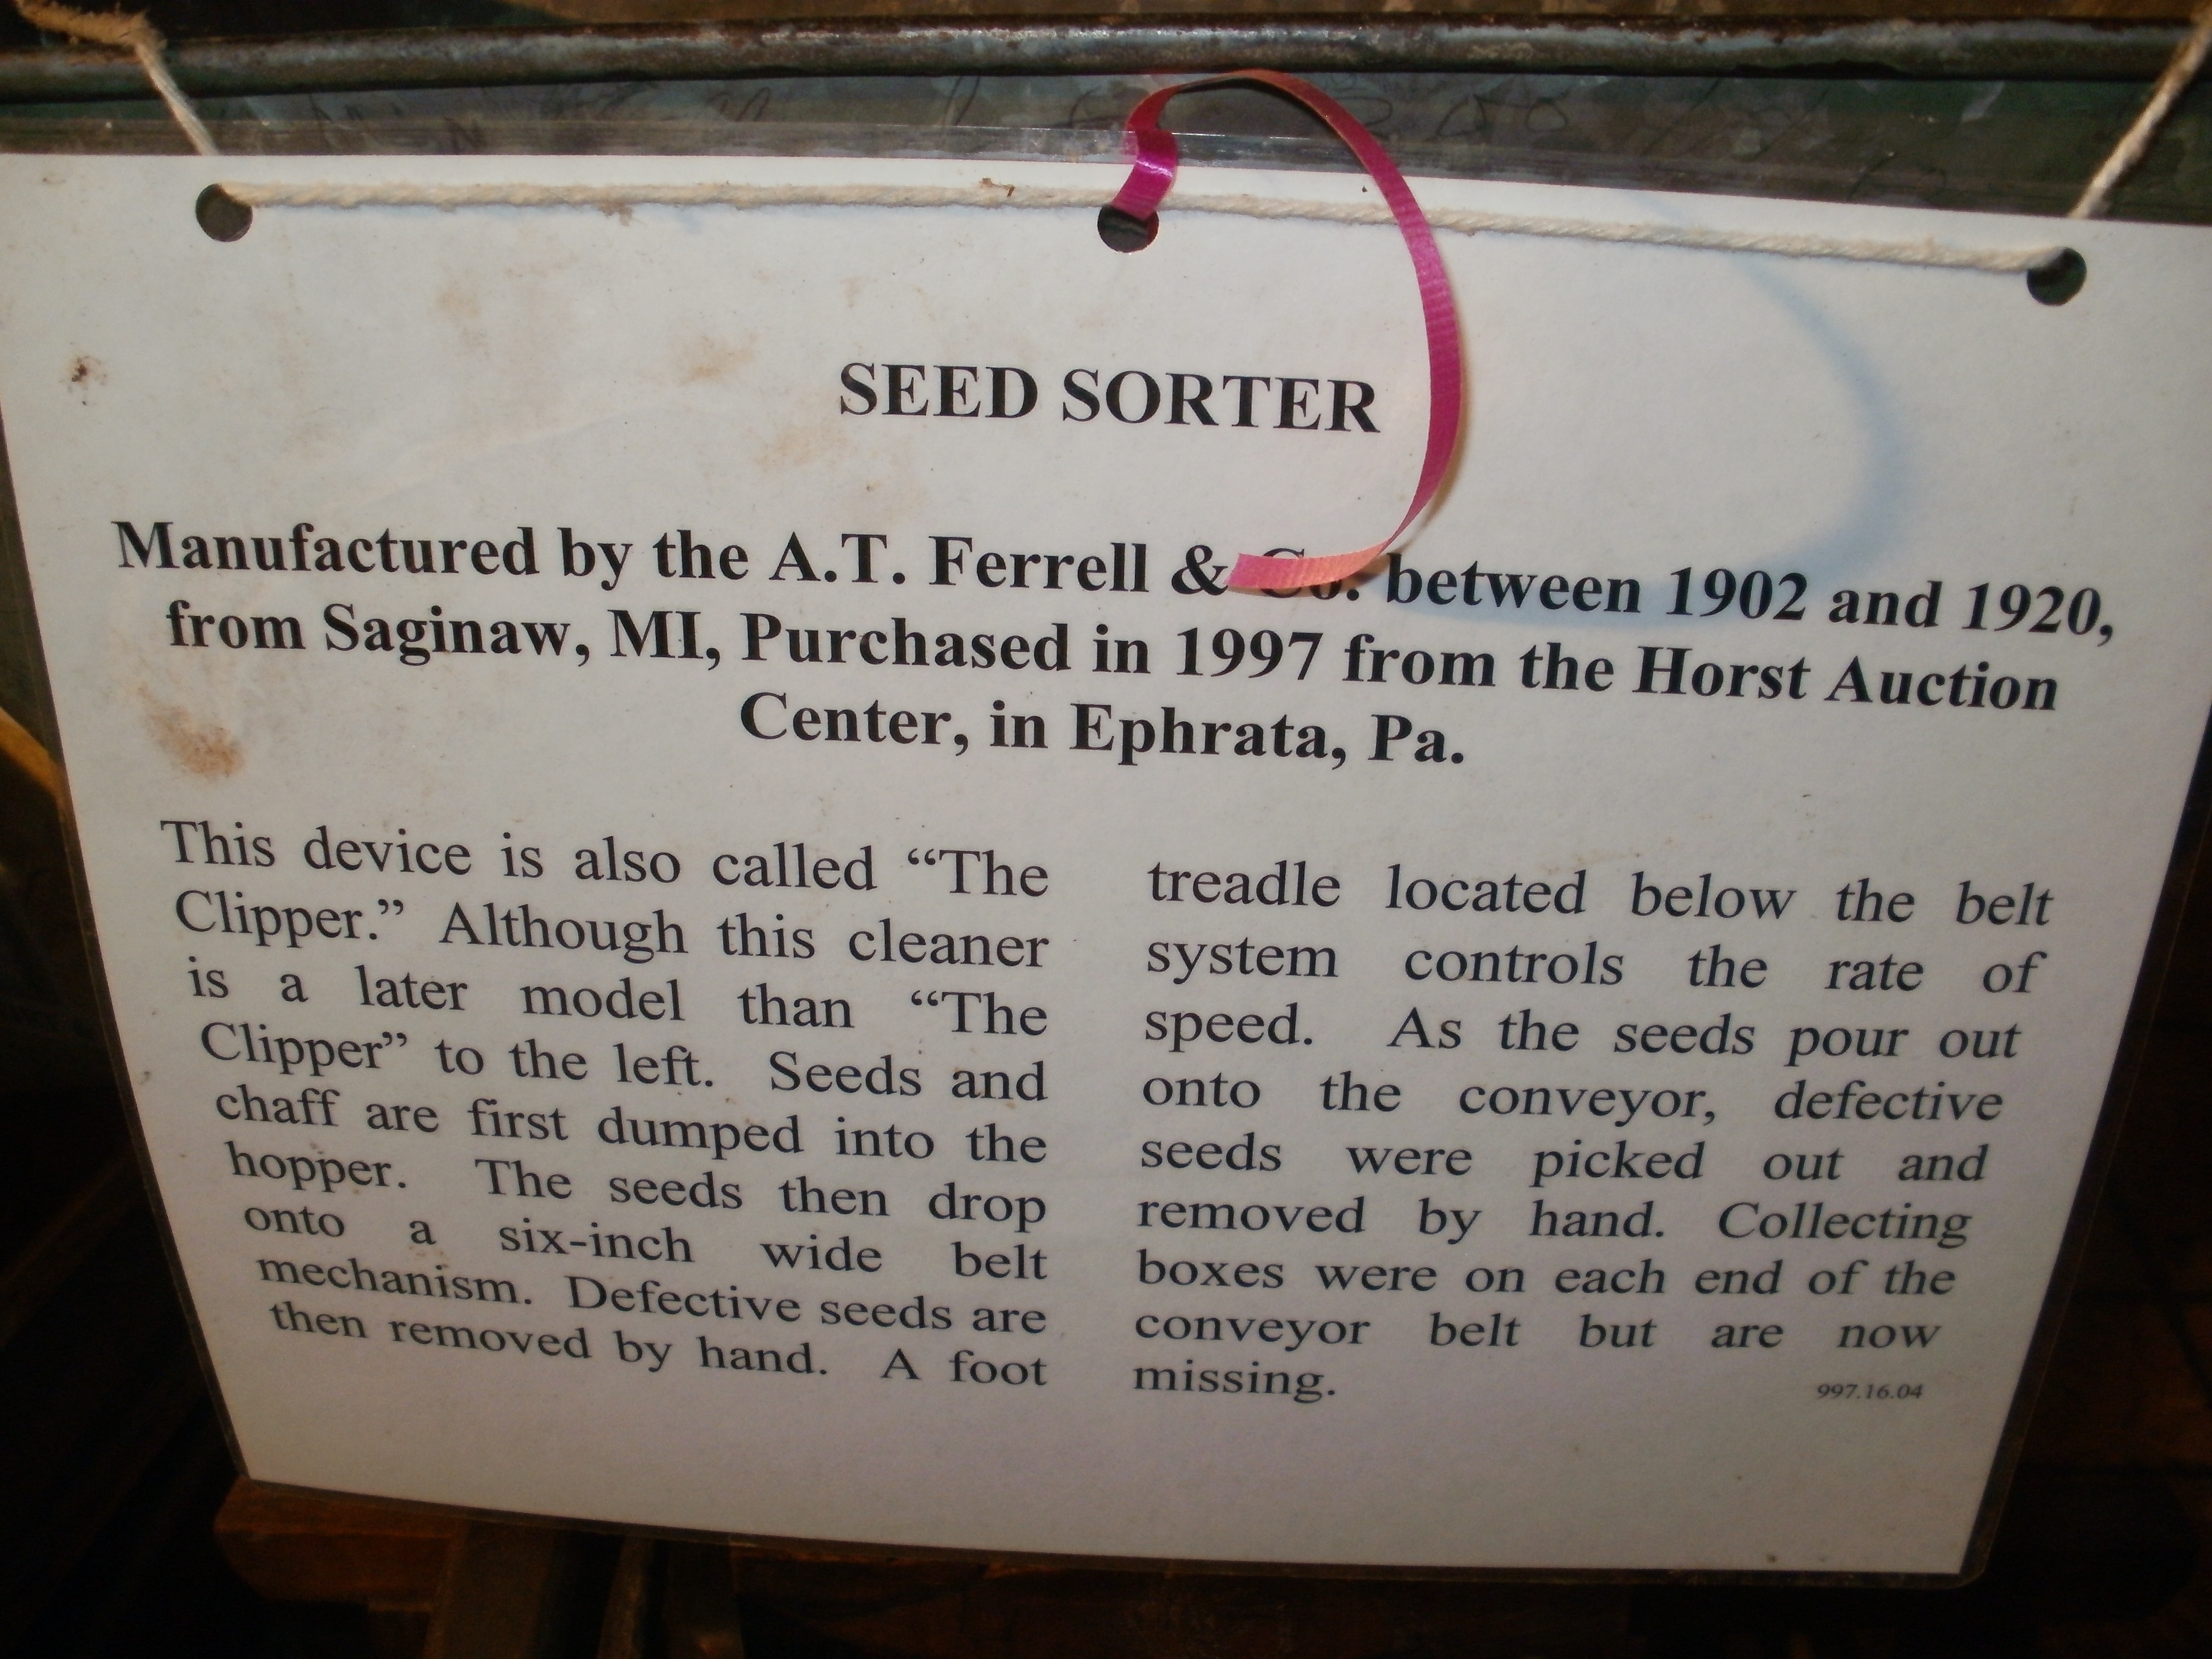 SEED SORTER
Manufactured by the A.T. Ferrell & Co. between 1902 and 1920,
from Saginaw, MI, Purchased in 1997 from the Horst Auction
Center, in Ephrata, Pa.
This device is also called “The
Clipper.” Although this cleaner
is a later model than “The
Clipper” to the left. Seeds and
chaff are first dumped into the
hopper. The seeds then drop
onto a six-inch wide belt
mechanism. Defective seeds are
then removed by hand. A foot
treadle located below the belt
system controls the rate of
speed. As the seeds pour out
onto the conveyor, defective
seeds were picked out and
removed by hand. Collecting
boxes were on each end of the
conveyor belt but are now
missing.
997.16.04